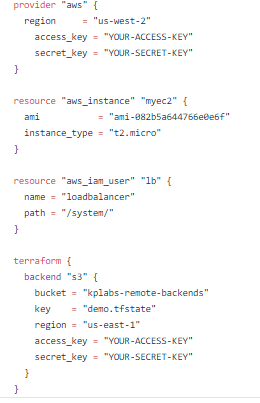 provider "aws" {
  region     = "us-west-2"
    access_key = "YOUR-ACCESS-KEY"
    secret_key = "YOUR-SECRET-KEY"
}

resource "aws_instance" "myec2" {
  ami           = "ami-082b5a644766e0e6f"
  instance_type = "t2.micro"
}

resource "aws_iam_user" "lb" {
  name = "loadbalancer"
  path = "/system/"
}

terraform {
  backend "s3" {
    bucket = "kplabs-remote-backends"
    key    = "demo.tfstate"
    region = "us-east-1"
    access_key = "YOUR-ACCESS-KEY"
    secret_key = "YOUR-SECRET-KEY"
  }
}